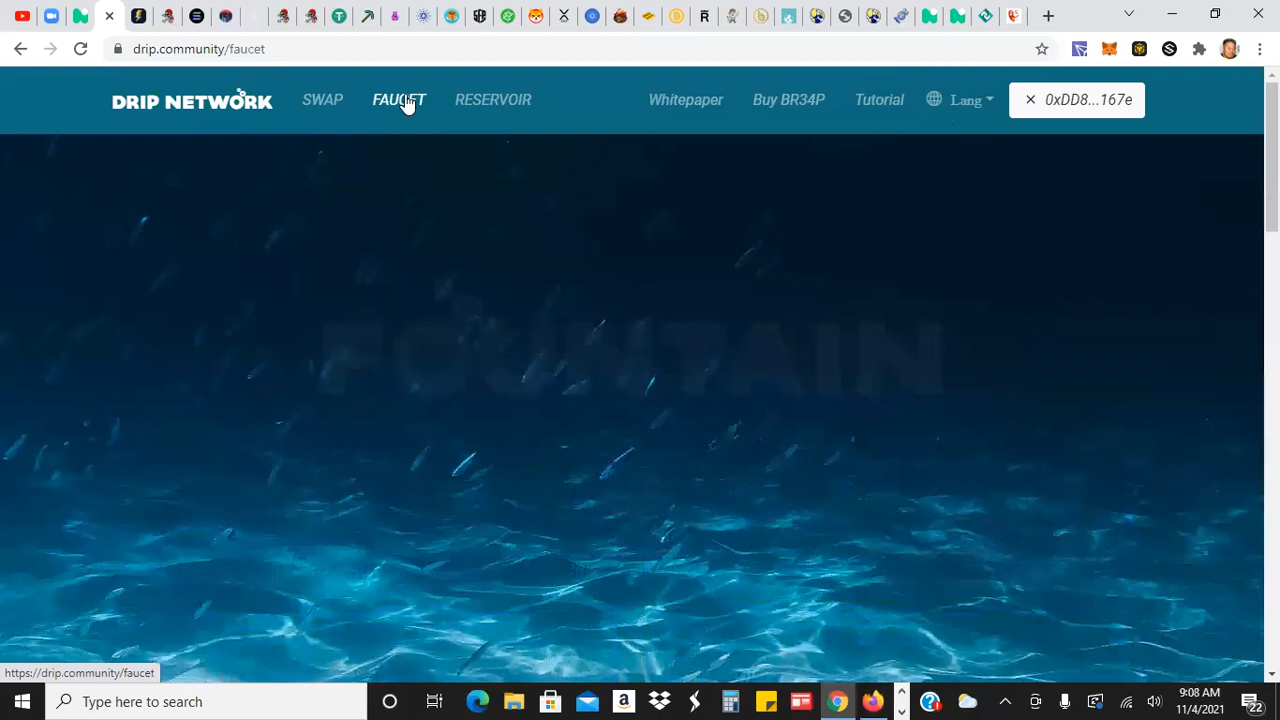 drip.community/faucet
DRIP NETWORK
SWAP
FAUCET
RESERVOIR
Whitepaper
Buy BR34P
Tutorial
Lang
0xDD8...167e
FOUNTAIN
https://drip.community/faucet
Type here to search
9:08 AM
11/4/2021
22